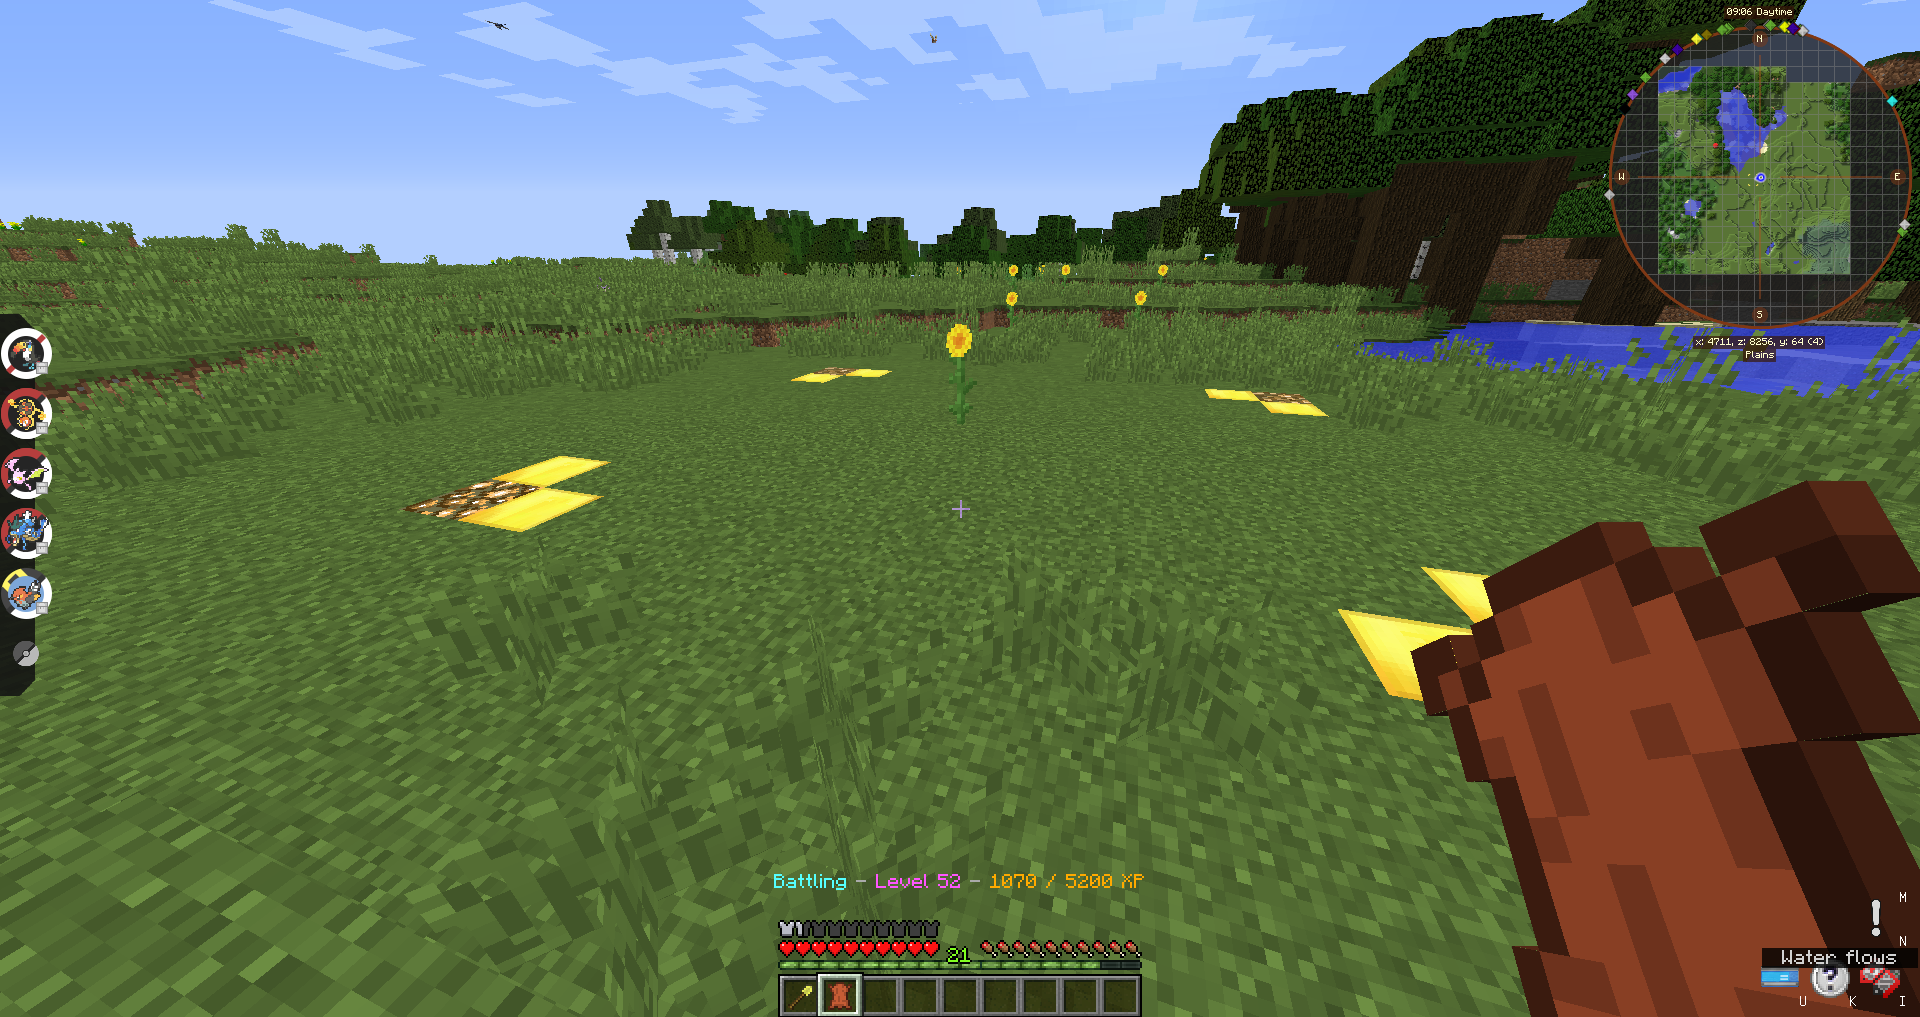 09:06 Daytime
N
W
E
S
x: 4711, z: 8256, y: 64 (4)
Plains
Battling - Level 52 - 1070 / 5200 XP
21
M
N
Water flows
U
K
I